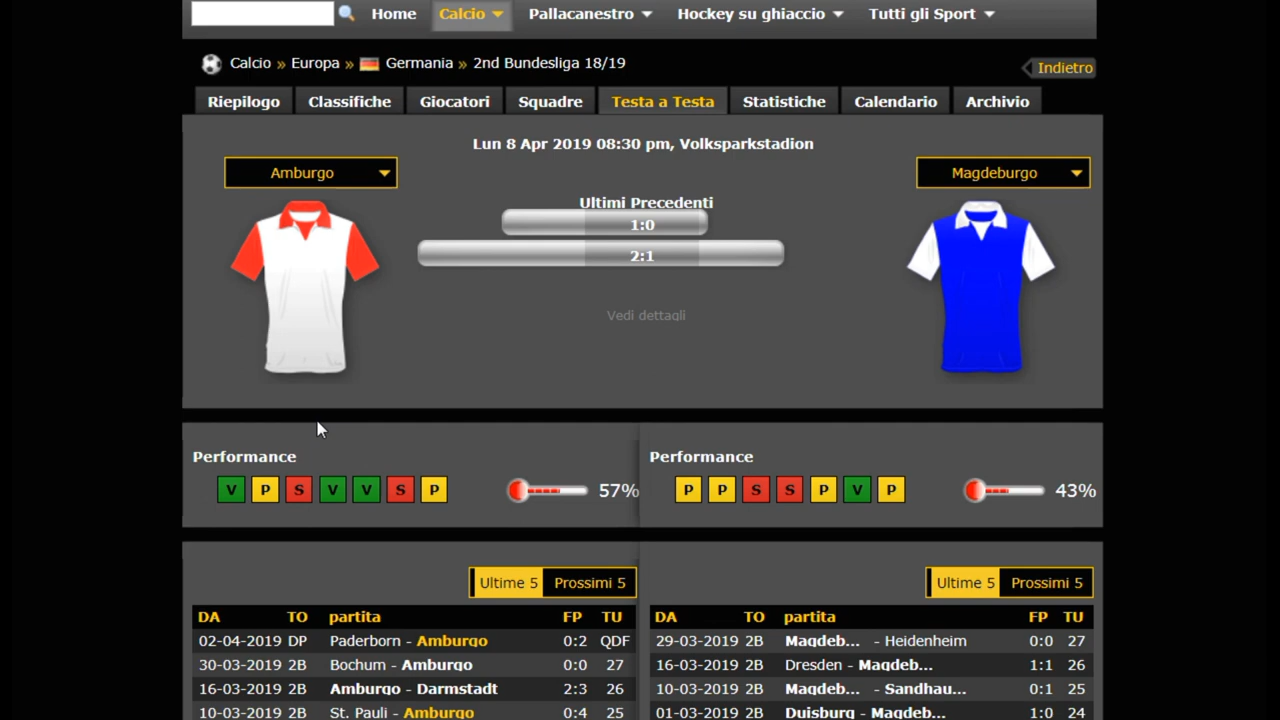 Home Calcio Pallacanestro Hockey su ghiaccio Tutti gli Sport
Calcio » Europa » Germania » 2nd Bundesliga 18/19
Indietro
Riepilogo Classifiche Giocatori Squadre Testa a Testa Statistiche Calendario Archivio
Lun 8 Apr 2019 08:30 pm, Volksparkstadion
Amburgo
Magdeburgo
Ultimi Precedenti
1:0
2:1
Vedi dettagli
Performance
V P S V V S P 57%
Performance
P P S S P V P 43%
Ultime 5 Prossimi 5
DA TO partita FP TU
02-04-2019 DP Paderborn - Amburgo 0:2 QDF
30-03-2019 2B Bochum - Amburgo 0:0 27
16-03-2019 2B Amburgo - Darmstadt 2:3 26
10-03-2019 2B St. Pauli - Amburgo 0:4 25
Ultime 5 Prossimi 5
DA TO partita FP TU
29-03-2019 2B Magdeb... - Heidenheim 0:0 27
16-03-2019 2B Dresden - Magdeb... 1:1 26
10-03-2019 2B Magdeb... - Sandhau... 0:1 25
01-03-2019 2B Duisburg - Magdeb... 1:0 24